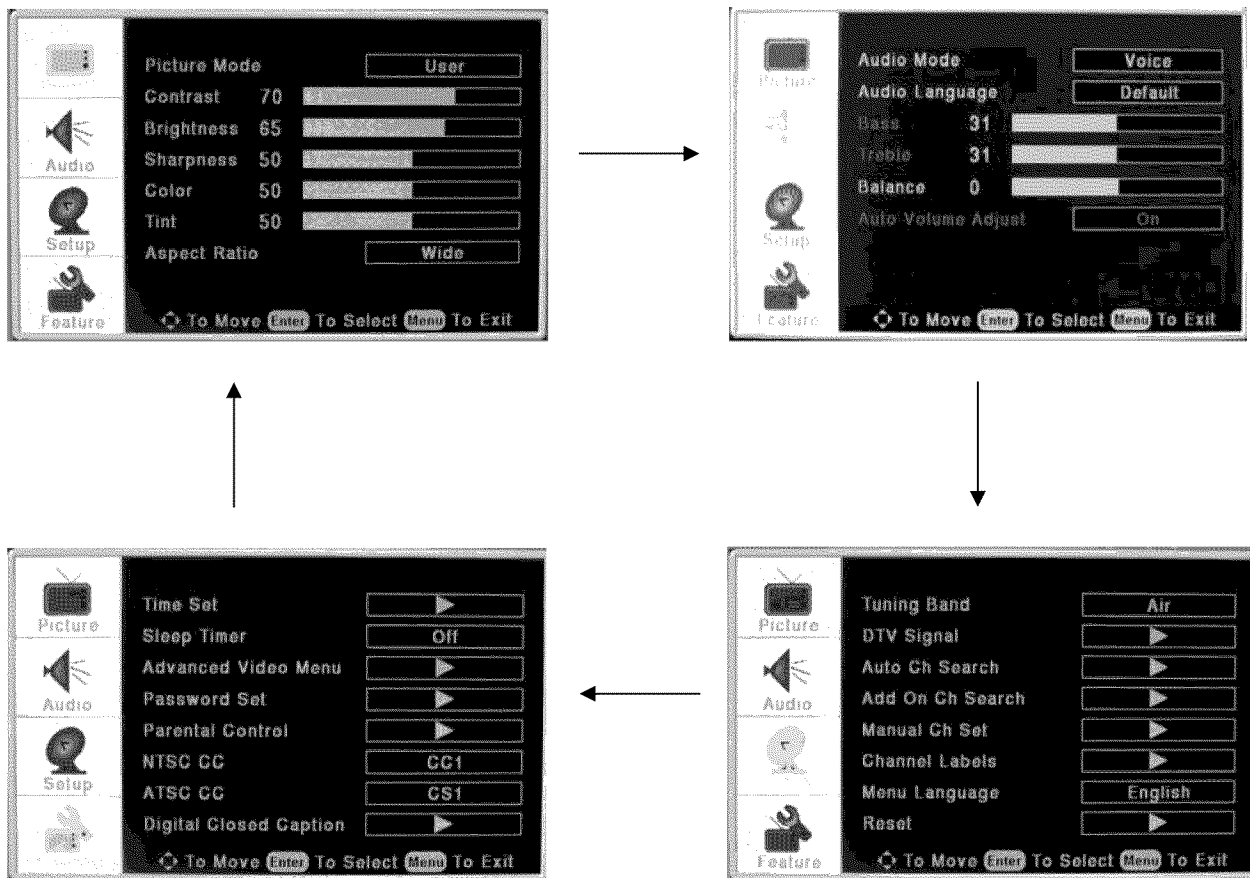 Picture Mode User
Contrast 70
Brightness 65
Sharpness 50
Color 50
Tint 50
Aspect Ratio Wide
Audio
Setup
Feature
To Move Enter To Select Menu To Exit
Picture
Setup
Feature
Audio Mode Voice
Audio Language Default
Bass 31
Treble 31
Balance 0
Auto Volume Adjust On
To Move Enter To Select Menu To Exit
Picture
Audio
Setup
Time Set
Sleep Timer Off
Advanced Video Menu
Password Set
Parental Control
NTSC CC CC1
ATSC CC CS1
Digital Closed Caption
To Move Enter To Select Menu To Exit
Picture
Audio
Feature
Tuning Band Air
DTV Signal
Auto Ch Search
Add On Ch Search
Manual Ch Set
Channel Labels
Menu Language English
Reset
To Move Enter To Select Menu To Exit